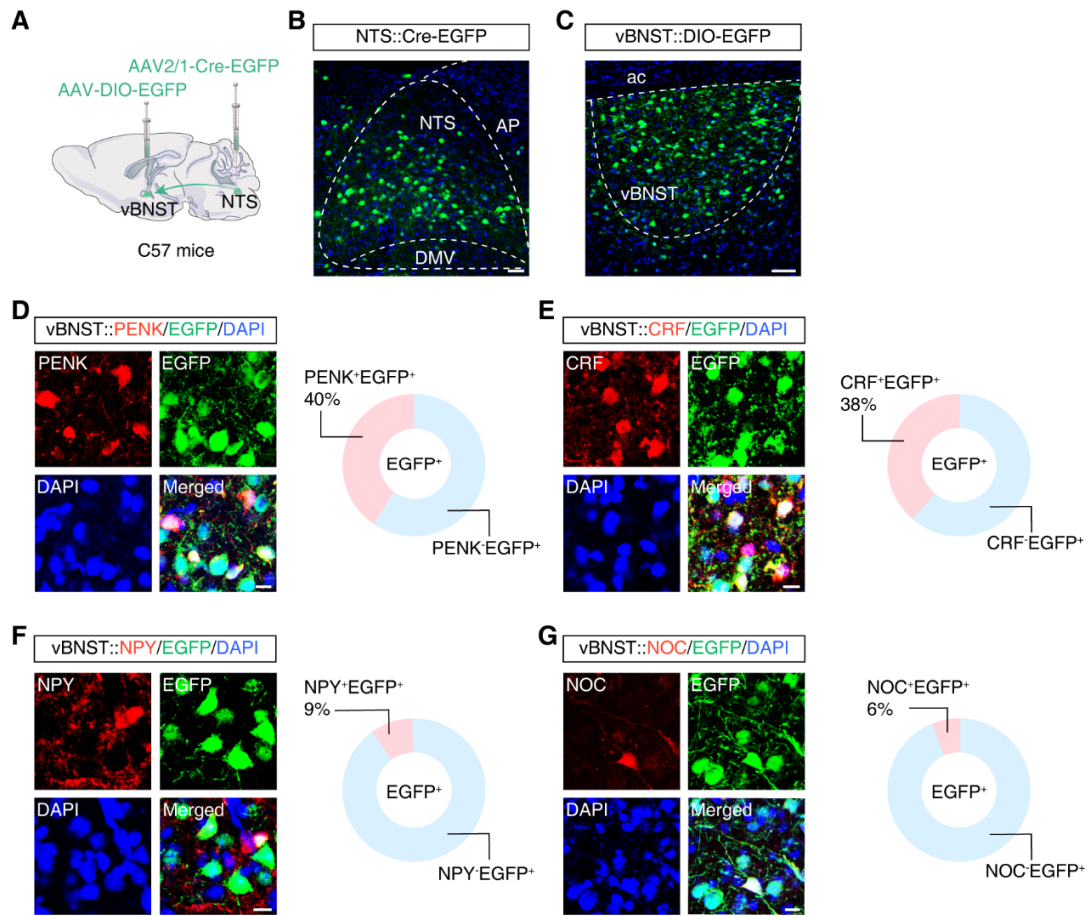 A
AAV2/1-Cre-EGFP
AAV-DIO-EGFP
vBNST
NTS
C57 mice
B
NTS::Cre-EGFP
NTS
AP
DMV
C
vBNST::DIO-EGFP
ac
vBNST
D
vBNST::PENK/EGFP/DAPI
PENK
EGFP
DAPI
Merged
PENK⁺EGFP⁺
40%
EGFP⁺
PENK⁻EGFP⁺
E
vBNST::CRF/EGFP/DAPI
CRF
EGFP
DAPI
Merged
CRF⁺EGFP⁺
38%
EGFP⁺
CRF⁻EGFP⁺
F
vBNST::NPY/EGFP/DAPI
NPY
EGFP
DAPI
Merged
NPY⁺EGFP⁺
9%
EGFP⁺
NPY⁻EGFP⁺
G
vBNST::NOC/EGFP/DAPI
NOC
EGFP
DAPI
Merged
NOC⁺EGFP⁺
6%
EGFP⁺
NOC⁻EGFP⁺